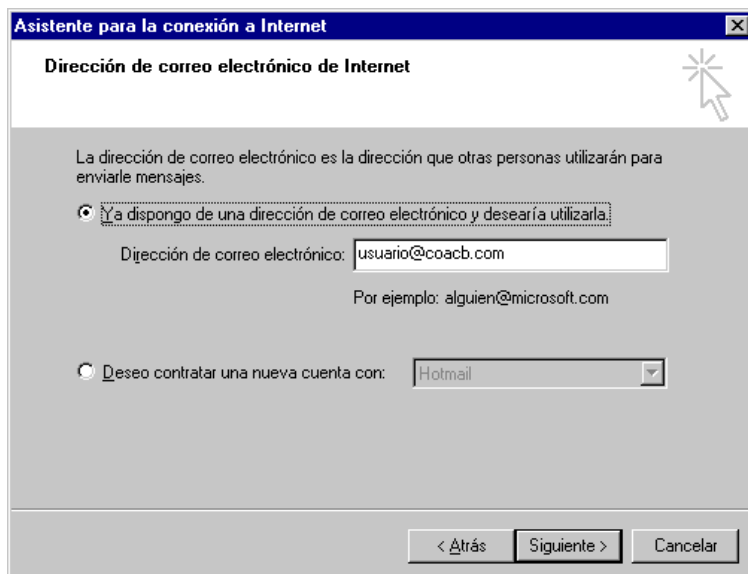 Asistente para la conexión a Internet
Dirección de correo electrónico de Internet
La dirección de correo electrónico es la dirección que otras personas utilizarán para
enviarle mensajes.
Ya dispongo de una dirección de correo electrónico y desearía utilizarla.
Dirección de correo electrónico: usuario@coacb.com
Por ejemplo: alguien@microsoft.com
Deseo contratar una nueva cuenta con: Hotmail
< Atrás Siguiente > Cancelar